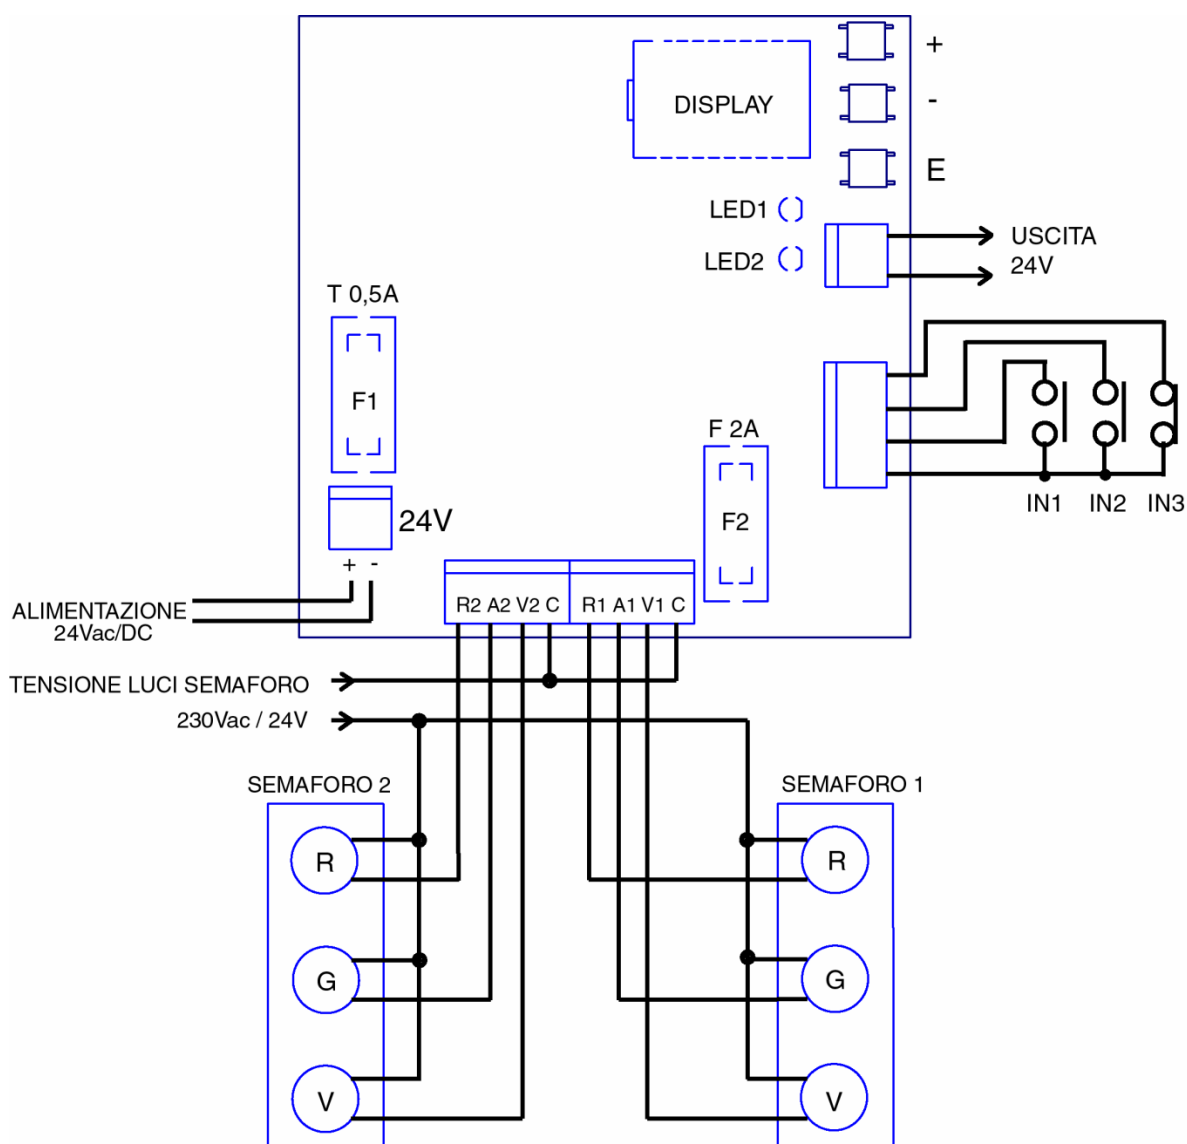 +
DISPLAY
-
E
LED1
USCITA
24V
LED2
T 0,5A
F1
F 2A
24V
F2
IN1 IN2 IN3
+ -
R2 A2 V2 C R1 A1 V1 C
ALIMENTAZIONE
24Vac/DC
TENSIONE LUCI SEMAFORO
230Vac / 24V
SEMAFORO 2
SEMAFORO 1
R
R
G
G
V
V